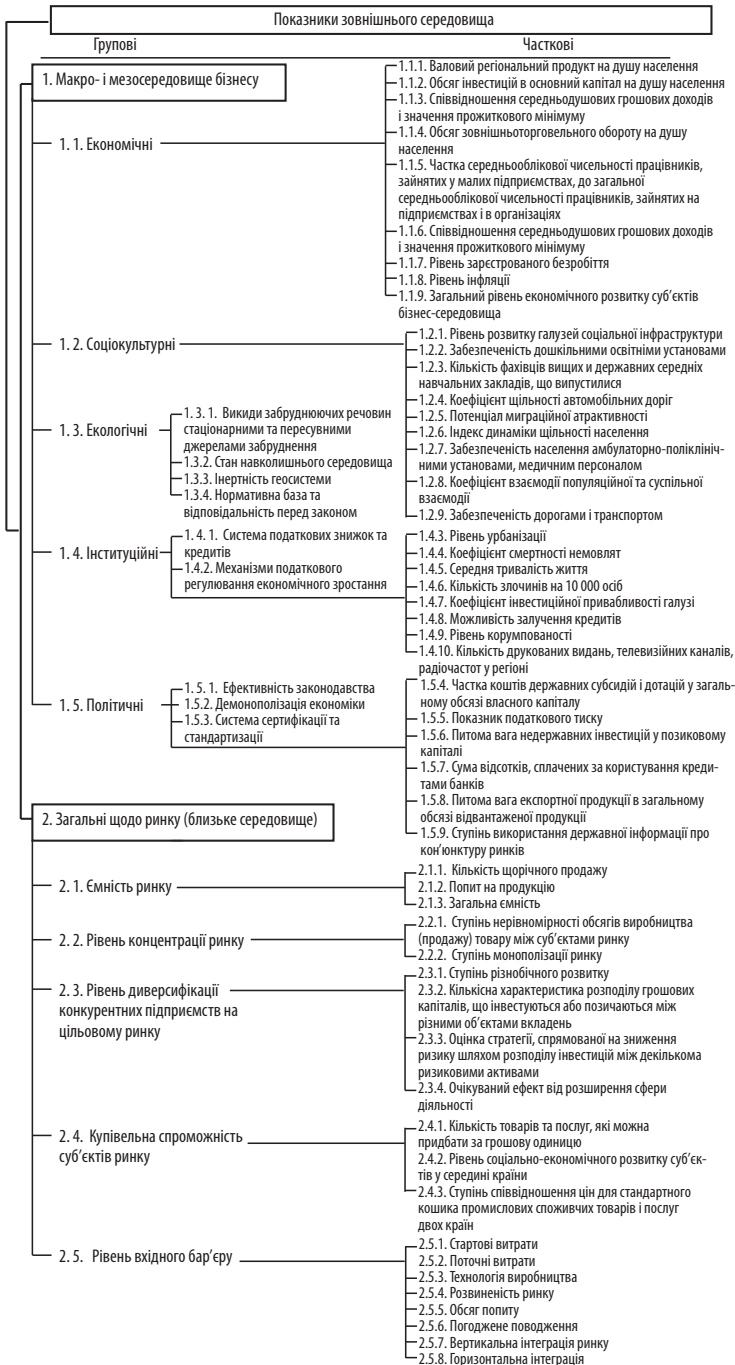 Показники зовнішнього середовища
Групові
Часткові
1. Макро- і мезосередовище бізнесу
1. 1. Економічні
1.1.1. Валовий регіональний продукт на душу населення
1.1.2. Обсяг інвестицій в основний капітал на душу населення
1.1.3. Співвідношення середньодушових грошових доходів
і значення прожиткового мінімуму
1.1.4. Обсяг зовнішньоторговельного обороту на душу
населення
1.1.5. Частка середньооблікової чисельності працівників,
зайнятих у малих підприємствах, до загальної
середньооблікової чисельності працівників, зайнятих на
підприємствах і в організаціях
1.1.6. Співвідношення середньодушових грошових доходів
і значення прожиткового мінімуму
1.1.7. Рівень зарєстрованого безробіття
1.1.8. Рівень інфляції
1.1.9. Загальний рівень економічного розвитку суб’єктів
бізнес-середовища
1. 2. Соціокультурні
1.2.1. Рівень розвитку галузей соціальної інфраструктури
1.2.2. Забезпеченість дошкільними освітніми установами
1.2.3. Кількість фахівців вищих и державних середніх
навчальних закладів, що випустилися
1.2.4. Коефіцієнт щільності автомобільних доріг
1.2.5. Потенціал миграційної атрактивності
1.2.6. Індекс динаміки щільності населення
1.2.7. Забезпеченість населення амбулаторно-поліклініч-
ними установами, медичним персоналом
1.2.8. Коефіцієнт взаємодії популяційної та суспільної
взаємодії
1.2.9. Забезпеченість дорогами і транспортом
1. 3. Екологічні
1. 3. 1. Викиди забруднюючих речовин
стаціонарними та пересувними
джерелами забруднення
1.3.2. Стан навколишнього середовища
1.3.3. Інертність геосистеми
1.3.4. Нормативна база та
відповідальність перед законом
1. 4. Інституційні
1. 4. 1. Система податкових знижок та
кредитів
1.4.2. Механізми податкового
регулювання економічного зростання
1.4.3. Рівень урбанізації
1.4.4. Коефіцієнт смертності немовлят
1.4.5. Середня тривалість життя
1.4.6. Кількість злочинів на 10 000 осіб
1.4.7. Коефіцієнт інвестиційної привабливості галузі
1.4.8. Можливість залучення кредитів
1.4.9. Рівень корумпованості
1.4.10. Кількість друкованих видань, телевизійних каналів,
радіочастот у регіоні
1. 5. Політичні
1. 5. 1. Ефективність законодавства
1.5.2. Демонополізація економіки
1.5.3. Система сертифікації та
стандартизації
1.5.4. Частка коштів державних субсидій і дотацій у загаль-
ному обсязі власного капіталу
1.5.5. Показник податкового тиску
1.5.6. Питома вага недержавних інвестицій у позиковому
капіталі
1.5.7. Сума відсотків, сплачених за користування креди-
тами банків
1.5.8. Питома вага експортної продукції в загальному
обсязі відвантаженої продукції
1.5.9. Ступінь використання державної інформації про
кон’юнктуру ринків
2. Загальні щодо ринку (близьке середовище)
2. 1. Ємність ринку
2.1.1. Кількість щорічного продажу
2.1.2. Попит на продукцію
2.1.3. Загальна ємність
2. 2. Рівень концентрації ринку
2.2.1. Ступінь нерівномірності обсягів виробництва
(продажу) товару між суб’єктами ринку
2.2.2. Ступінь монополізації ринку
2. 3. Рівень диверсифікації
конкурентних підприємств на
цільовому ринку
2.3.1. Ступінь різнобічного розвитку
2.3.2. Кількісна характеристика розподілу грошових
капіталів, що інвестуються або позичаються між
різними об’єктами вкладень
2.3.3. Оцінка стратегії, спрямованої на зниження
ризику шляхом розподілу інвестицій між декількома
ризиковими активами
2.3.4. Очікуваний ефект від розширення сфери
діяльності
2. 4. Купівельна спроможність
суб’єктів ринку
2.4.1. Кількість товарів та послуг, які можна
придбати за грошову одиницю
2.4.2. Рівень соціально-економічного розвитку суб’єк-
тів у середині країни
2.4.3. Ступінь співвідношення цін для стандартного
кошика промислових споживчих товарів і послуг
двох країн
2. 5. Рівень вхідного бар’єру
2.5.1. Стартові витрати
2.5.2. Поточні витрати
2.5.3. Технологія виробництва
2.5.4. Розвиненість ринку
2.5.5. Обсяг попиту
2.5.6. Погоджене поводження
2.5.7. Вертикальна інтеграція ринку
2.5.8. Горизонтальна інтеграція